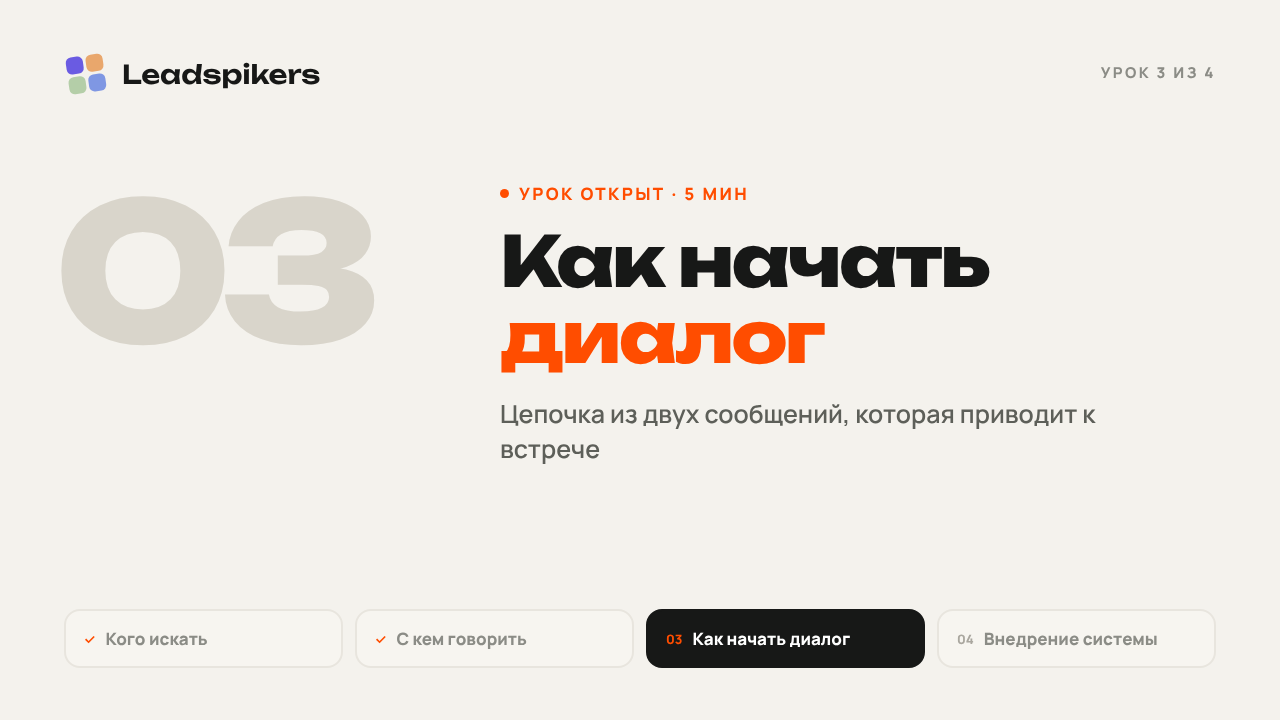 Leadspikers
УРОК 3 ИЗ 4
03
УРОК ОТКРЫТ · 5 МИН
Как начать
диалог
Цепочка из двух сообщений, которая приводит к
встрече
Кого искать
С кем говорить
03 Как начать диалог
04 Внедрение системы